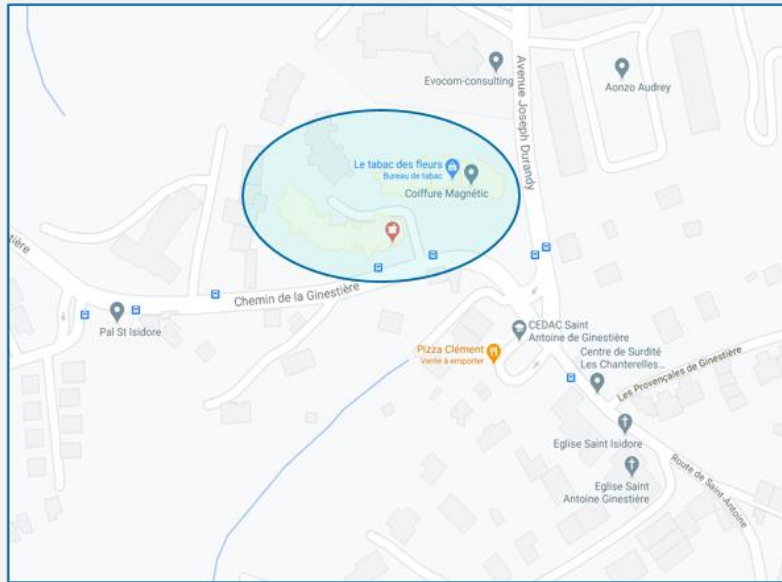 Evocom-consulting
Aonzo Audrey
Avenue Joseph Durandy
Le tabac des fleurs
Bureau de tabac
Coiffure Magnétic
tière
Chemin de la Ginestière
Pal St Isidore
CEDAC Saint
Antoine de Ginestière
Pizza Clément
Vente à emporter
Centre de Surdité
Les Chanterelles...
Les Provençales de Ginestière
Eglise Saint Isidore
Eglise Saint
Antoine Ginestière
Route de Saint-Antoine